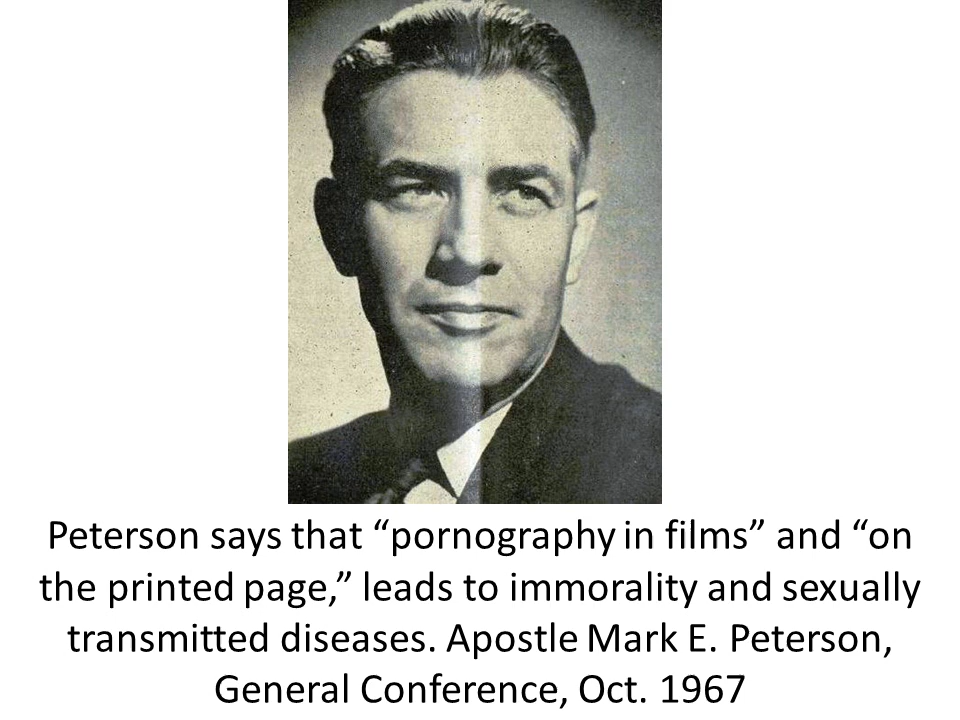 Peterson says that “pornography in films” and “on
the printed page,” leads to immorality and sexually
transmitted diseases. Apostle Mark E. Peterson,
General Conference, Oct. 1967